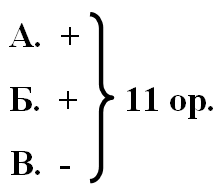 А. +
Б. + } 11 ор.
В. -